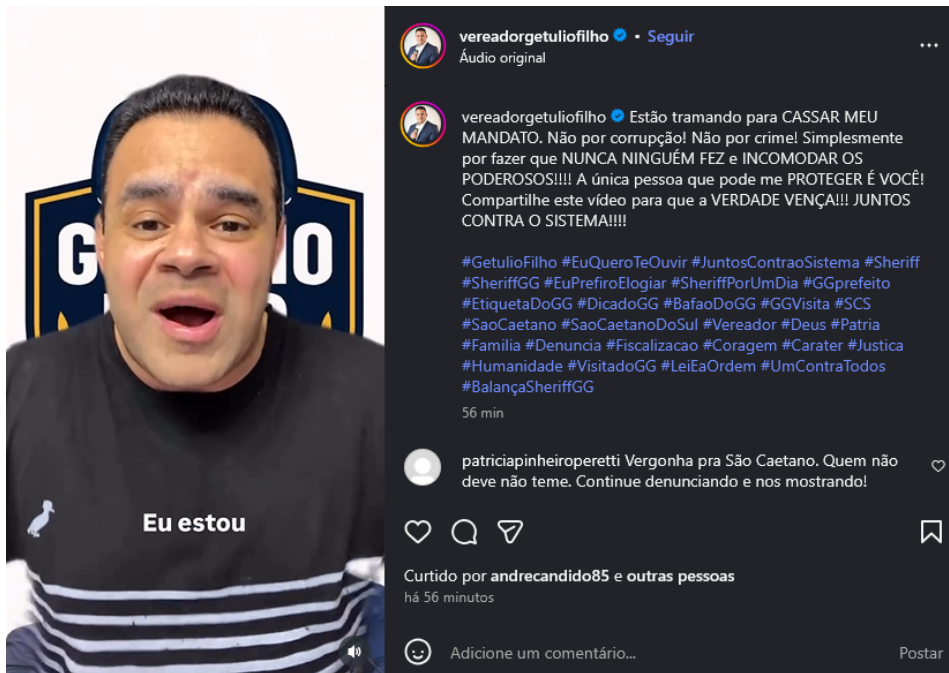 vereadorgetuliofilho • Seguir
Áudio original
vereadorgetuliofilho Estão tramando para CASSAR MEU
MANDATO. Não por corrupção! Não por crime! Simplesmente
por fazer que NUNCA NINGUÉM FEZ e INCOMODAR OS
PODEROSOS!!!! A única pessoa que pode me PROTEGER É VOCÊ!
Compartilhe este vídeo para que a VERDADE VENÇA!!! JUNTOS
CONTRA O SISTEMA!!!!
#GetulioFilho #EuQueroTeOuvir #JuntosContraoSistema #Sheriff
#SheriffGG #EuPrefiroElogiar #SheriffPorUmDia #GGprefeito
#EtiquetaDoGG #DicadoGG #BafaoDoGG #GGVisita #SCS
#SaoCaetano #SaoCaetanoDoSul #Vereador #Deus #Patria
#Familia #Denuncia #Fiscalizacao #Coragem #Carater #Justica
#Humanidade #VisitadoGG #LeiEaOrdem #UmContraTodos
#BalançaSheriffGG
56 min
patriciapinheiroperetti Vergonha pra São Caetano. Quem não
deve não teme. Continue denunciando e nos mostrando!
Eu estou
Curtido por andrecandido85 e outras pessoas
há 56 minutos
Adicione um comentário...
Postar